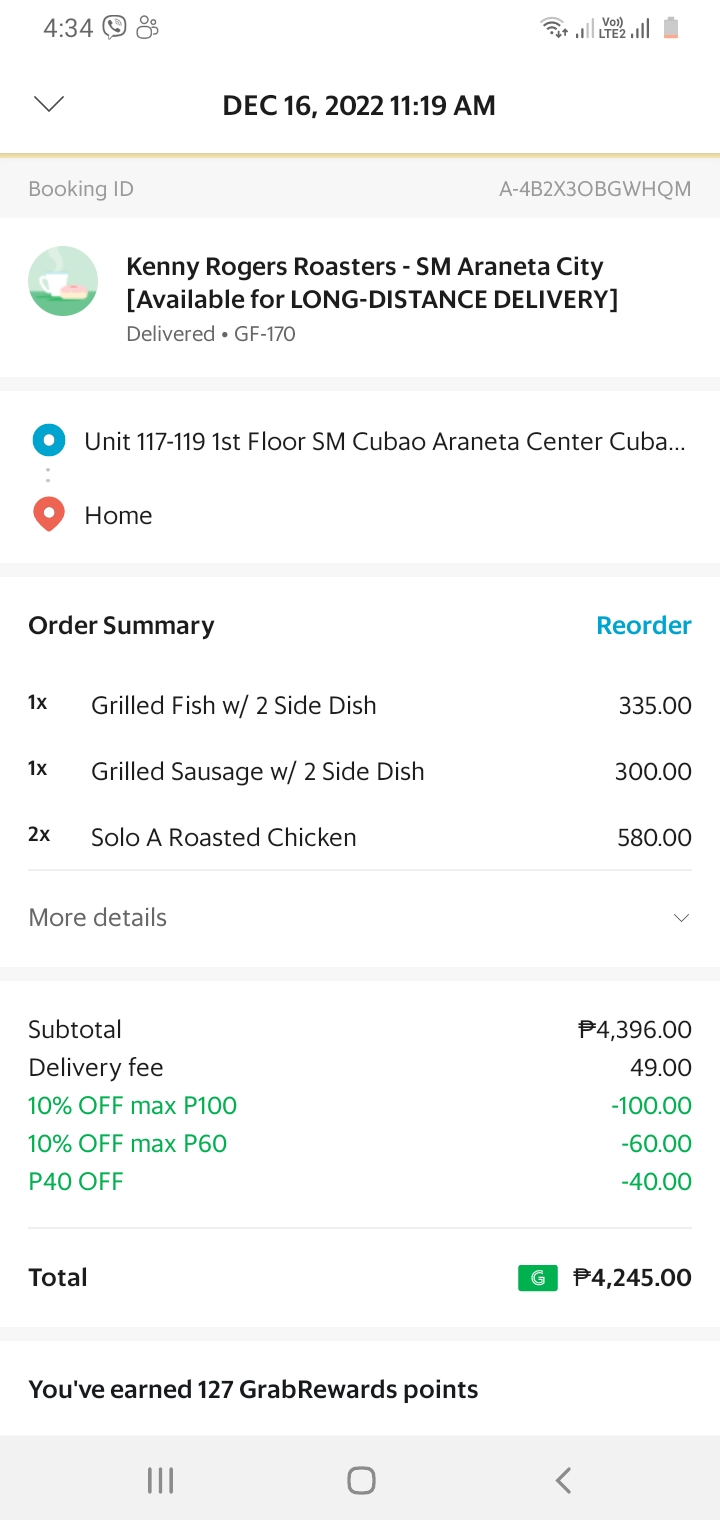 4:34 Vo)) LTE2
DEC 16, 2022 11:19 AM
Booking ID A-4B2X3OBGWHQM
Kenny Rogers Roasters - SM Araneta City
[Available for LONG-DISTANCE DELIVERY]
Delivered • GF-170
Unit 117-119 1st Floor SM Cubao Araneta Center Cuba...
Home
Order Summary Reorder
1x Grilled Fish w/ 2 Side Dish 335.00
1x Grilled Sausage w/ 2 Side Dish 300.00
2x Solo A Roasted Chicken 580.00
More details
Subtotal ₱4,396.00
Delivery fee 49.00
10% OFF max P100 -100.00
10% OFF max P60 -60.00
P40 OFF -40.00
Total G ₱4,245.00
You've earned 127 GrabRewards points